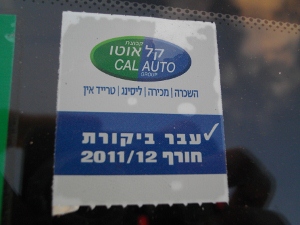 קבוצת
קל אוטו
CAL AUTO
GROUP
השכרה | מכירה | ליסינג | טרייד אין
עבר ביקורת
חורף 2011/12